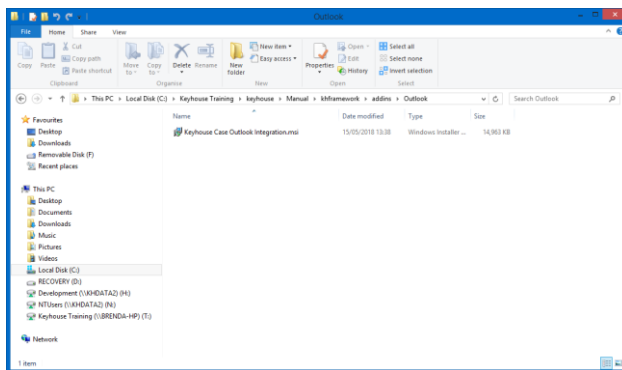 Outlook
File Home Share View
Copy Paste Cut Copy path Paste shortcut Move to Copy to Delete Rename New folder New item Easy access Properties Open Edit History Select all Select none Invert selection
Clipboard Organise New Open Select
This PC Local Disk (C:) Keyhouse Training keyhouse Manual khframework addins Outlook Search Outlook
Name Date modified Type Size
Keyhouse Case Outlook Integration.msi 15/05/2018 13:38 Windows Installer ... 14,963 KB
Favourites
Desktop
Downloads
Removable Disk (F)
Recent places
This PC
Desktop
Documents
Downloads
Music
Pictures
Videos
Local Disk (C:)
RECOVERY (D:)
Development (\\KHDATA2) (H:)
NTUsers (\\KHDATA2) (N:)
Keyhouse Training (\\BRENDA-HP) (T:)
Network
1 item